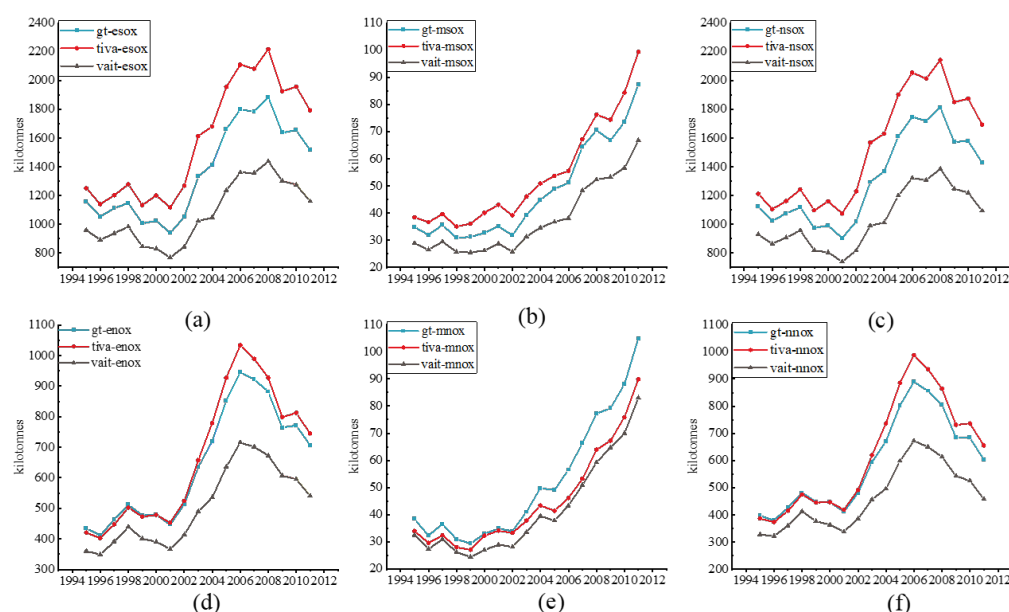 2400
2200
2000
1800
1600
1400
1200
1000
800
kilotonnes
gt-esox
tiva-esox
vait-esox
1994 1996 1998 2000 2002 2004 2006 2008 2010 2012
(a)
110
100
80
60
40
20
kilotonnes
gt-msox
tiva-msox
vait-msox
1994 1996 1998 2000 2002 2004 2006 2008 2010 2012
(b)
2400
2200
2000
1800
1600
1400
1200
1000
800
kilotonnes
gt-nsox
tiva-nsox
vait-nsox
1994 1996 1998 2000 2002 2004 2006 2008 2010 2012
(c)
1100
1000
900
800
700
600
500
400
300
kilotonnes
gt-enox
tiva-enox
vait-enox
1994 1996 1998 2000 2002 2004 2006 2008 2010 2012
(d)
110
100
90
80
70
60
50
40
30
20
kilotonnes
gt-mnox
tiva-mnox
vait-mnox
1994 1996 1998 2000 2002 2004 2006 2008 2010 2012
(e)
1100
1000
900
800
700
600
500
400
300
kilotonnes
gt-nnox
tiva-nnox
vait-nnox
1994 1996 1998 2000 2002 2004 2006 2008 2010 2012
(f)